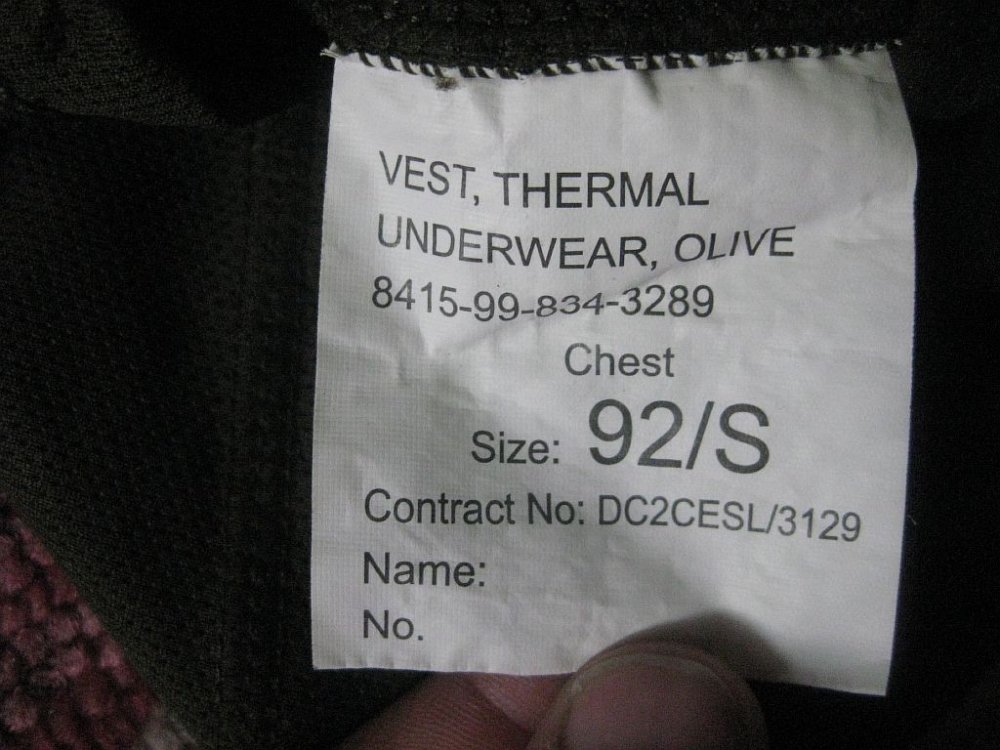 VEST, THERMAL
UNDERWEAR, OLIVE
8415-99-834-3289
Chest
Size: 92/S
Contract No: DC2CESL/3129
Name:
No.